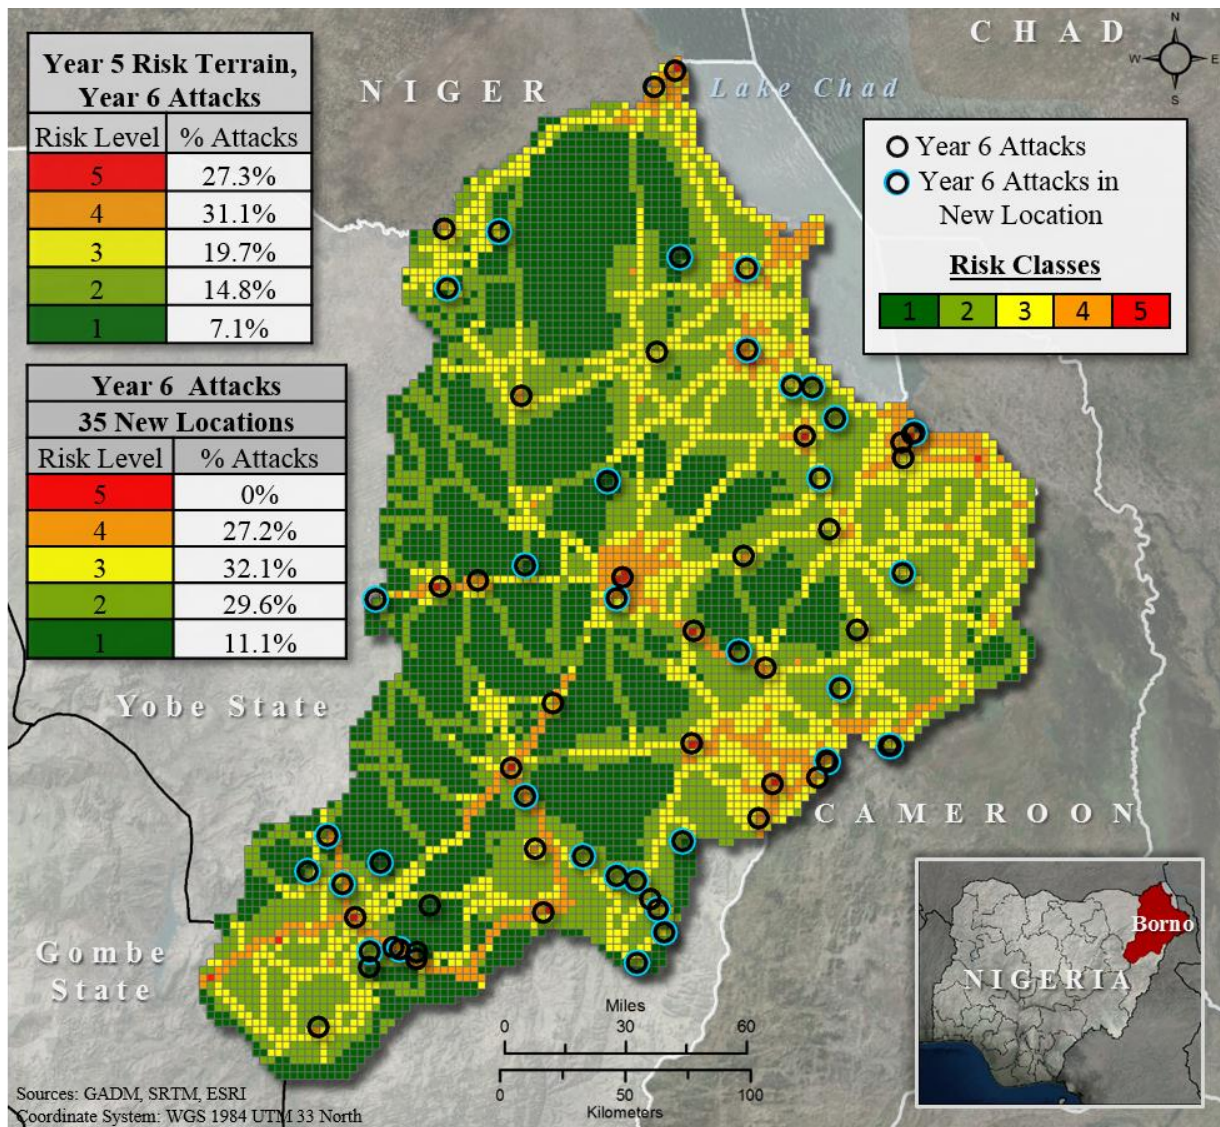 Year 5 Risk Terrain,
Year 6 Attacks
Risk Level % Attacks
5 27.3%
4 31.1%
3 19.7%
2 14.8%
1 7.1%
Year 6 Attacks
35 New Locations
Risk Level % Attacks
5 0%
4 27.2%
3 32.1%
2 29.6%
1 11.1%
NIGER
CHAD
Lake Chad
N
W E
S
Year 6 Attacks
Year 6 Attacks in
New Location
Risk Classes
1 2 3 4 5
Yobe State
CAMEROON
Gombe
State
Borno
NIGERIA
Miles
0 30 60
0 50 100
Kilometers
Sources: GADM, SRTM, ESRI
Coordinate System: WGS 1984 UTM 33 North